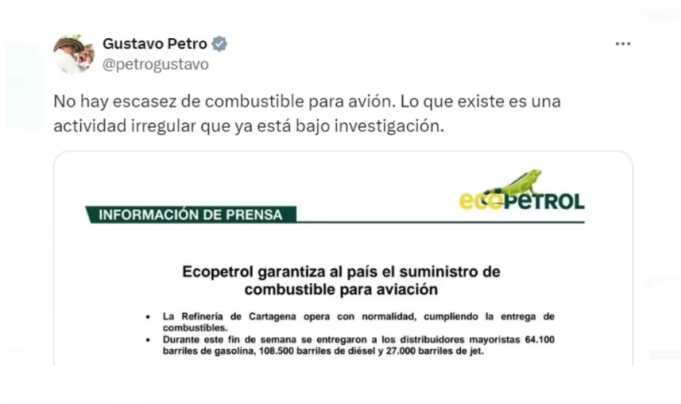 Gustavo Petro
@petrogustavo
No hay escasez de combustible para avión. Lo que existe es una
actividad irregular que ya está bajo investigación.
ecoPETROL
INFORMACIÓN DE PRENSA
Ecopetrol garantiza al país el suministro de
combustible para aviación
• La Refinería de Cartagena opera con normalidad, cumpliendo la entrega de
combustibles.
• Durante este fin de semana se entregaron a los distribuidores mayoristas 64.100
barriles de gasolina, 108.500 barriles de diésel y 27.000 barriles de jet.